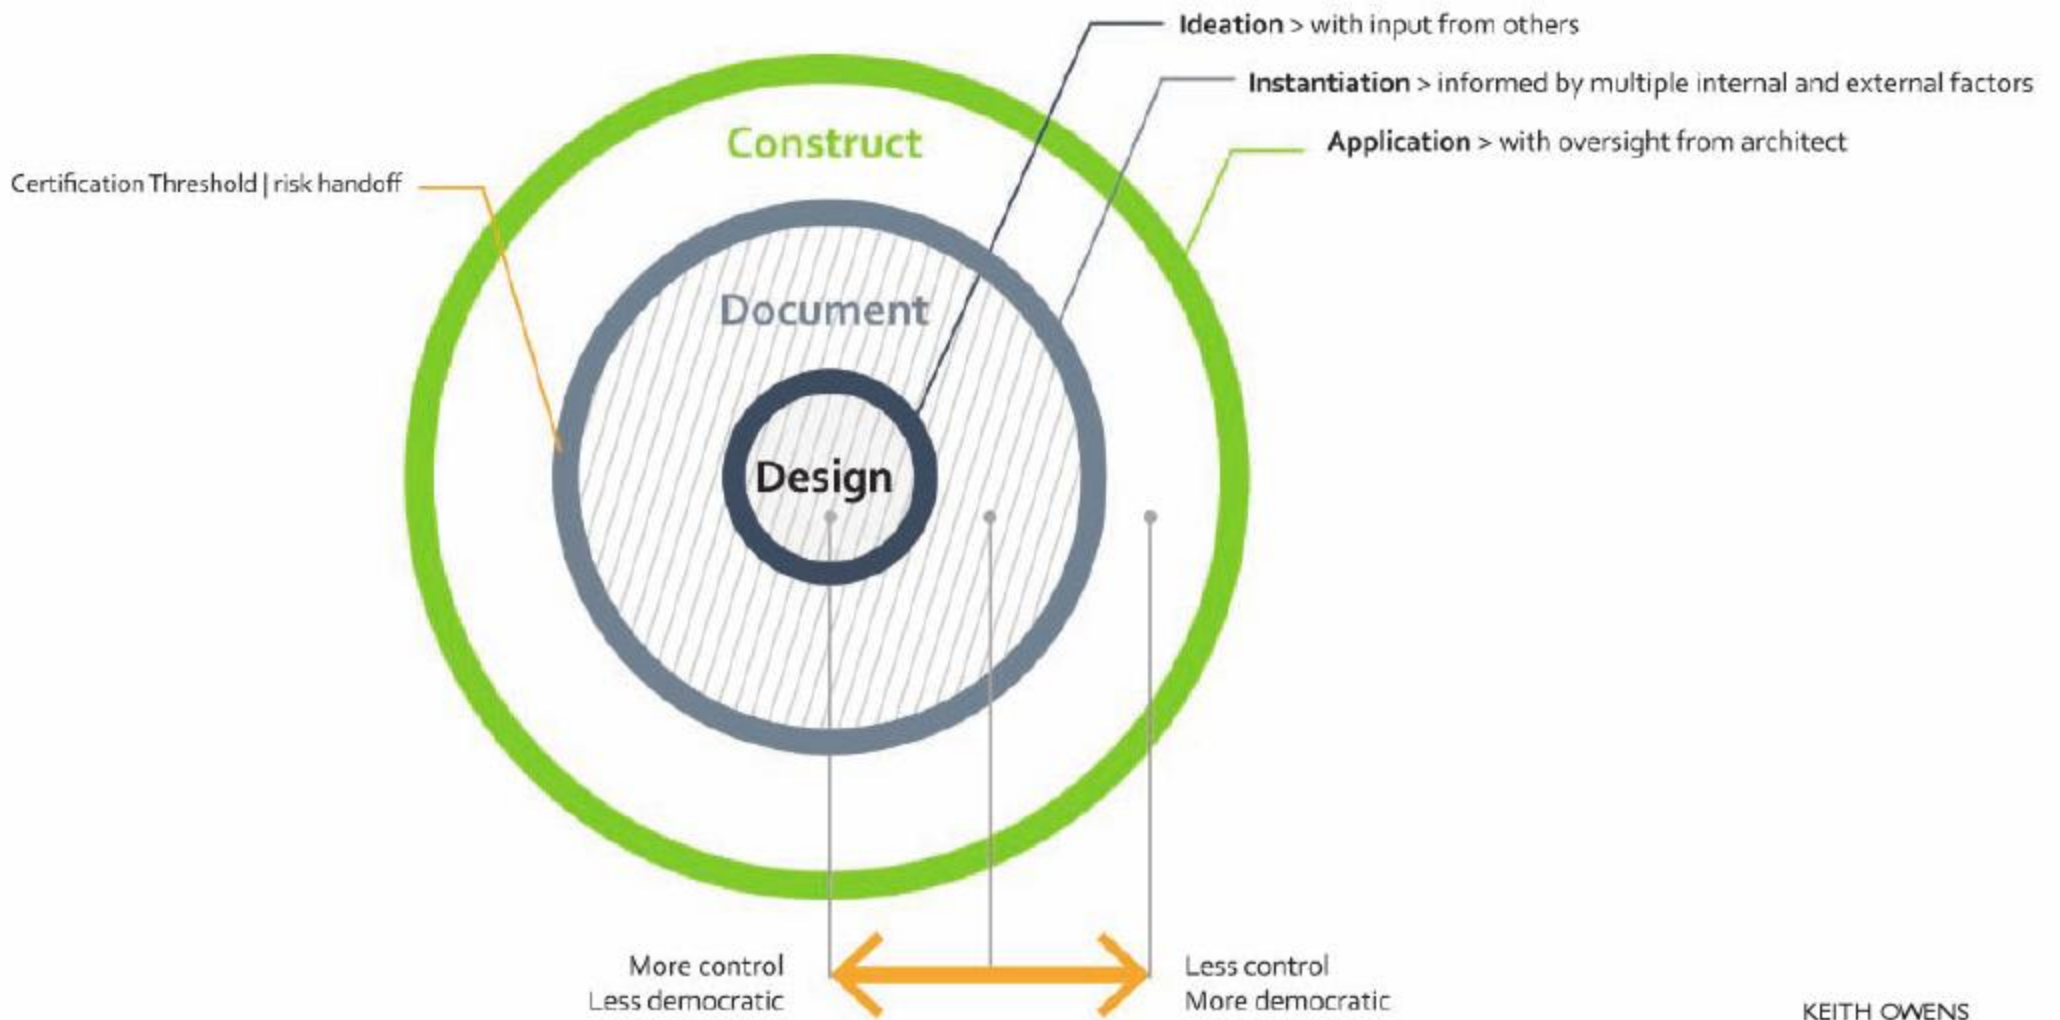 Ideation > with input from others
Instantiation > informed by multiple internal and external factors
Application > with oversight from architect
Certification Threshold | risk handoff
Construct
Document
Design
More control
Less democratic
Less control
More democratic
KEITH OWENS